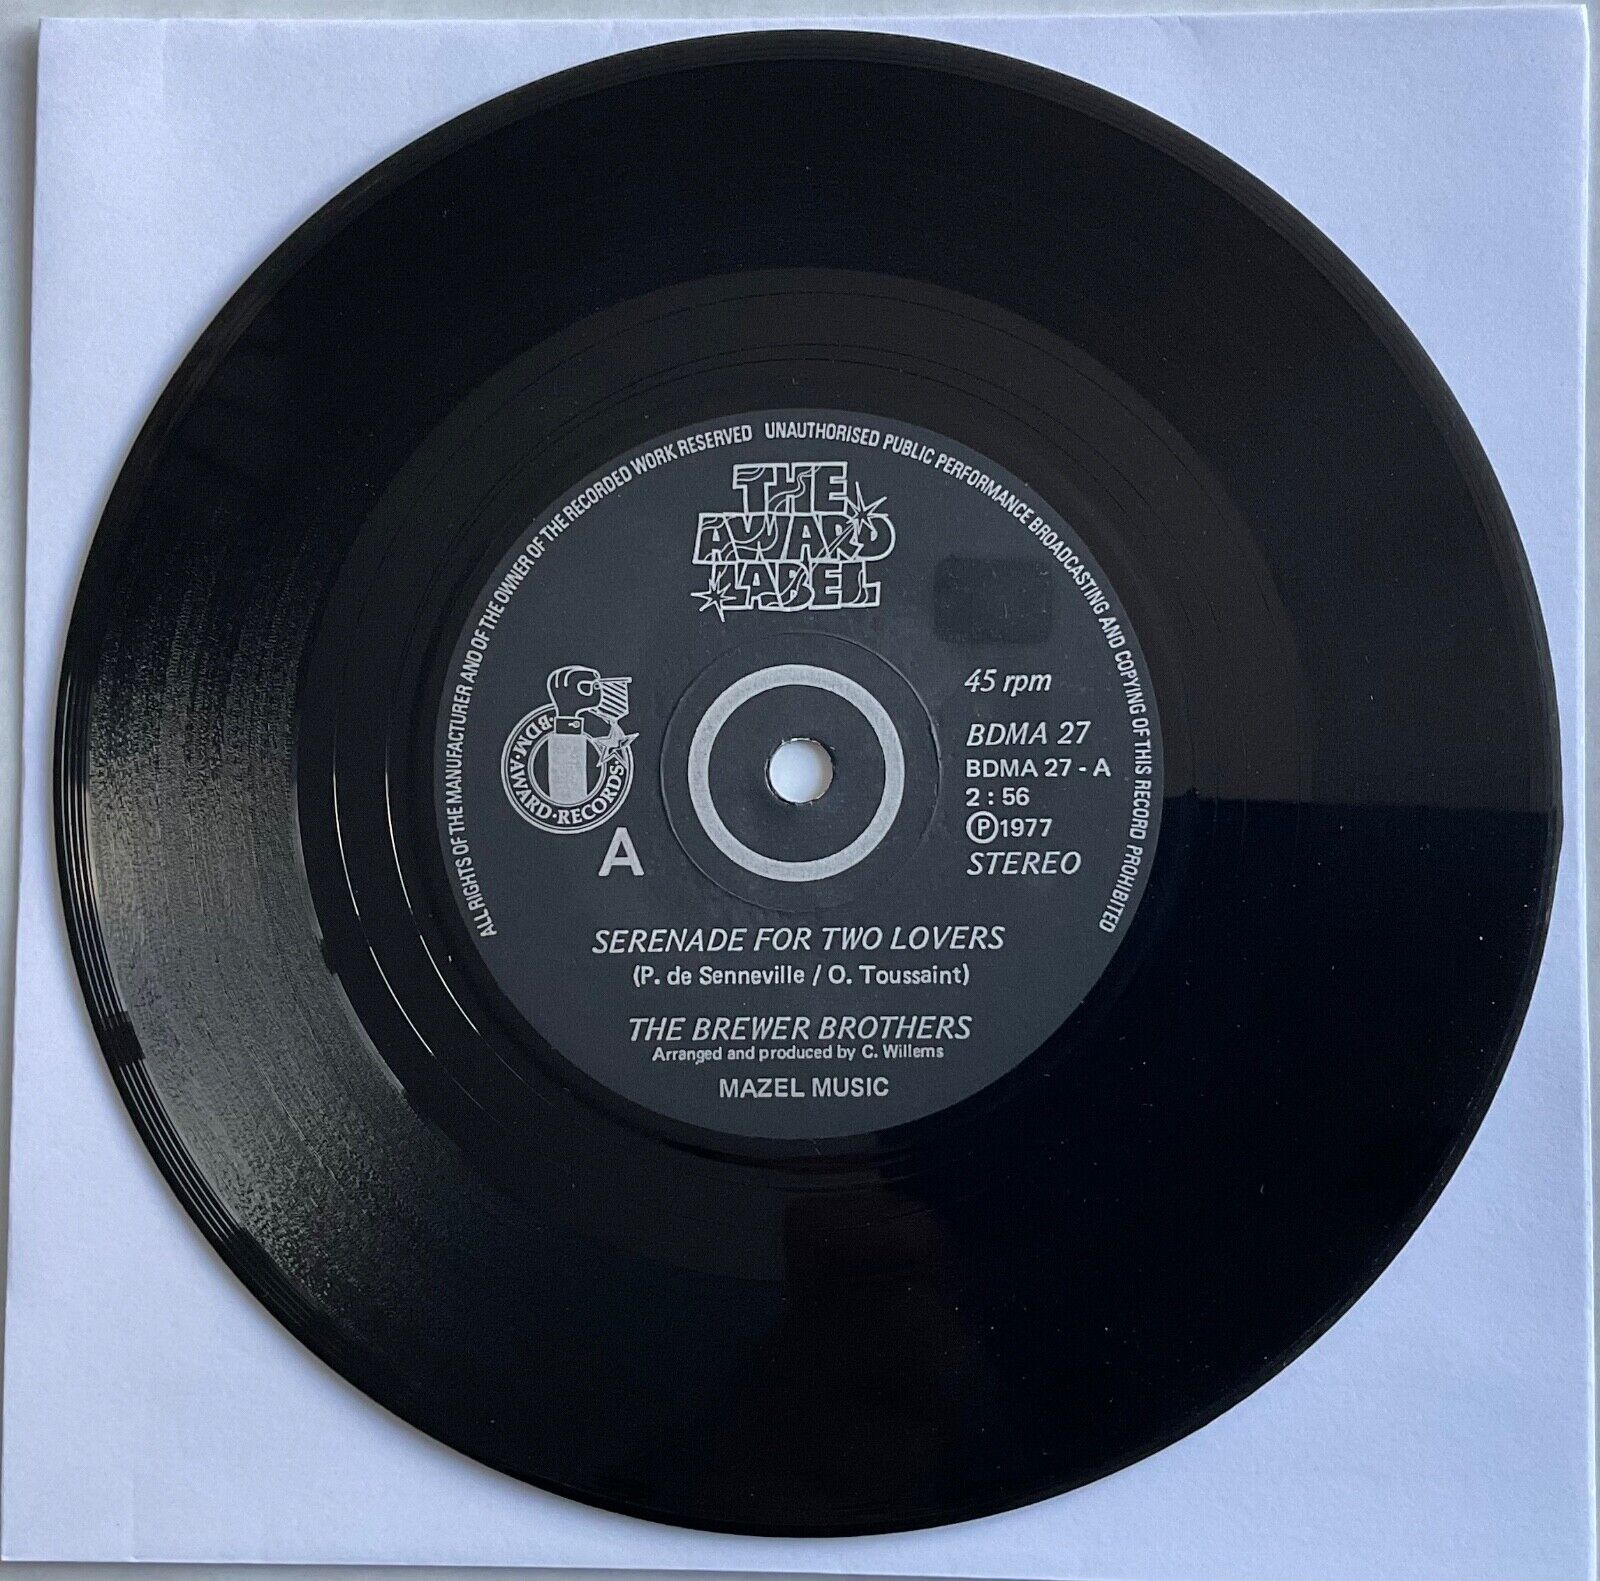 ALL RIGHTS OF THE MANUFACTURER AND OF THE OWNER OF THE RECORDED WORK RESERVED UNAUTHORISED PUBLIC PERFORMANCE BROADCASTING AND COPYING OF THIS RECORD PROHIBITED
THE
AWARD
LABEL
BDM · AWARD · RECORDS
A
45 rpm
BDMA 27
BDMA 27 - A
2 : 56
Ⓟ1977
STEREO
SERENADE FOR TWO LOVERS
(P. de Senneville / O. Toussaint)
THE BREWER BROTHERS
Arranged and produced by C. Willems
MAZEL MUSIC